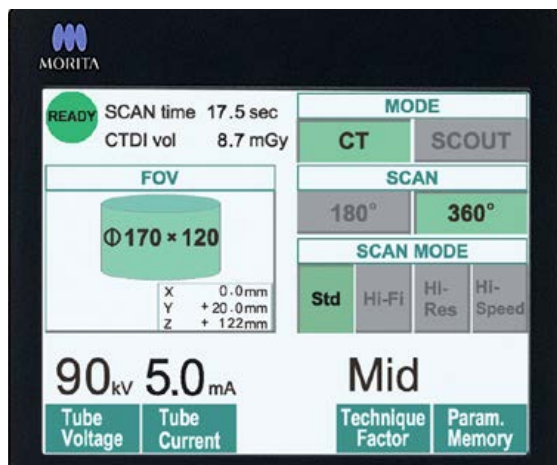 MORITA
READY
SCAN time 17.5 sec
CTDI vol 8.7 mGy
MODE
CT SCOUT
FOV
Φ170 × 120
X 0.0mm
Y +20.0mm
Z + 122mm
SCAN
180° 360°
SCAN MODE
Std Hi-Fi Hi-Res Hi-Speed
90kV 5.0mA Mid
Tube Voltage
Tube Current
Technique Factor
Param. Memory